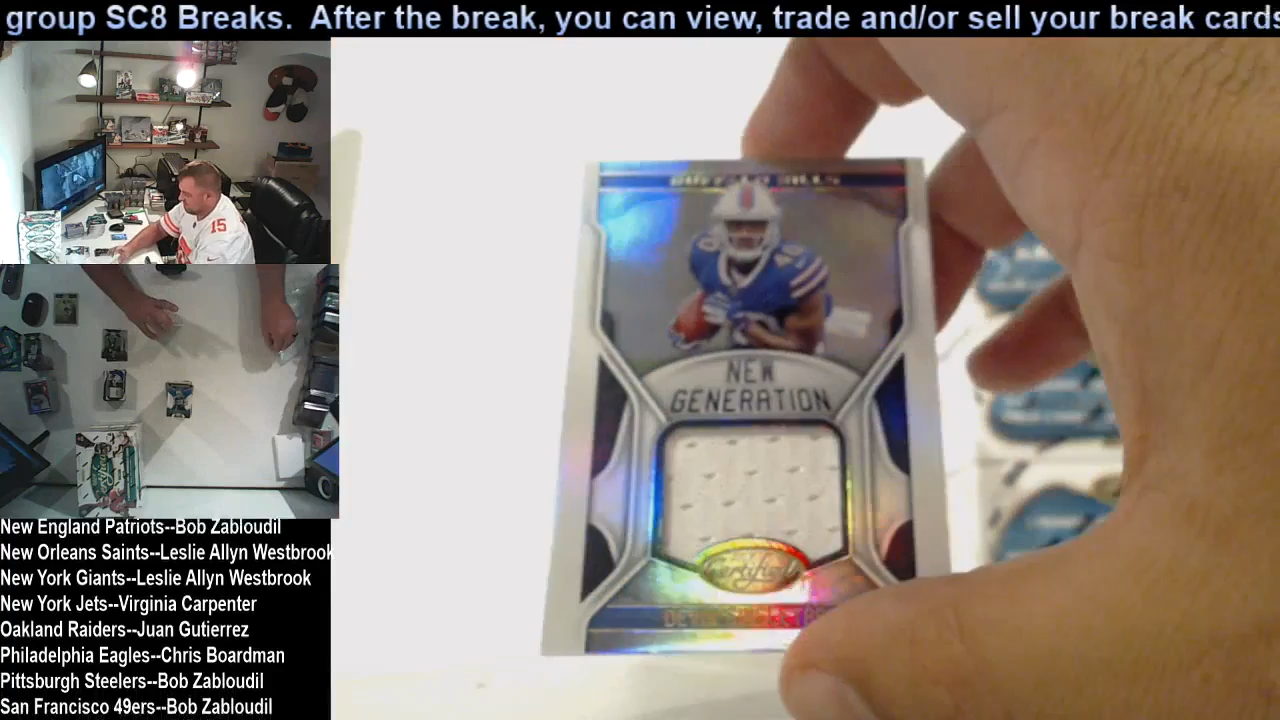 group SC8 Breaks. After the break, you can view, trade and/or sell your break cards
15
NEW
GENERATION
Certified
New England Patriots--Bob Zabloudil
New Orleans Saints--Leslie Allyn Westbrook
New York Giants--Leslie Allyn Westbrook
New York Jets--Virginia Carpenter
Oakland Raiders--Juan Gutierrez
Philadelphia Eagles--Chris Boardman
Pittsburgh Steelers--Bob Zabloudil
San Francisco 49ers--Bob Zabloudil